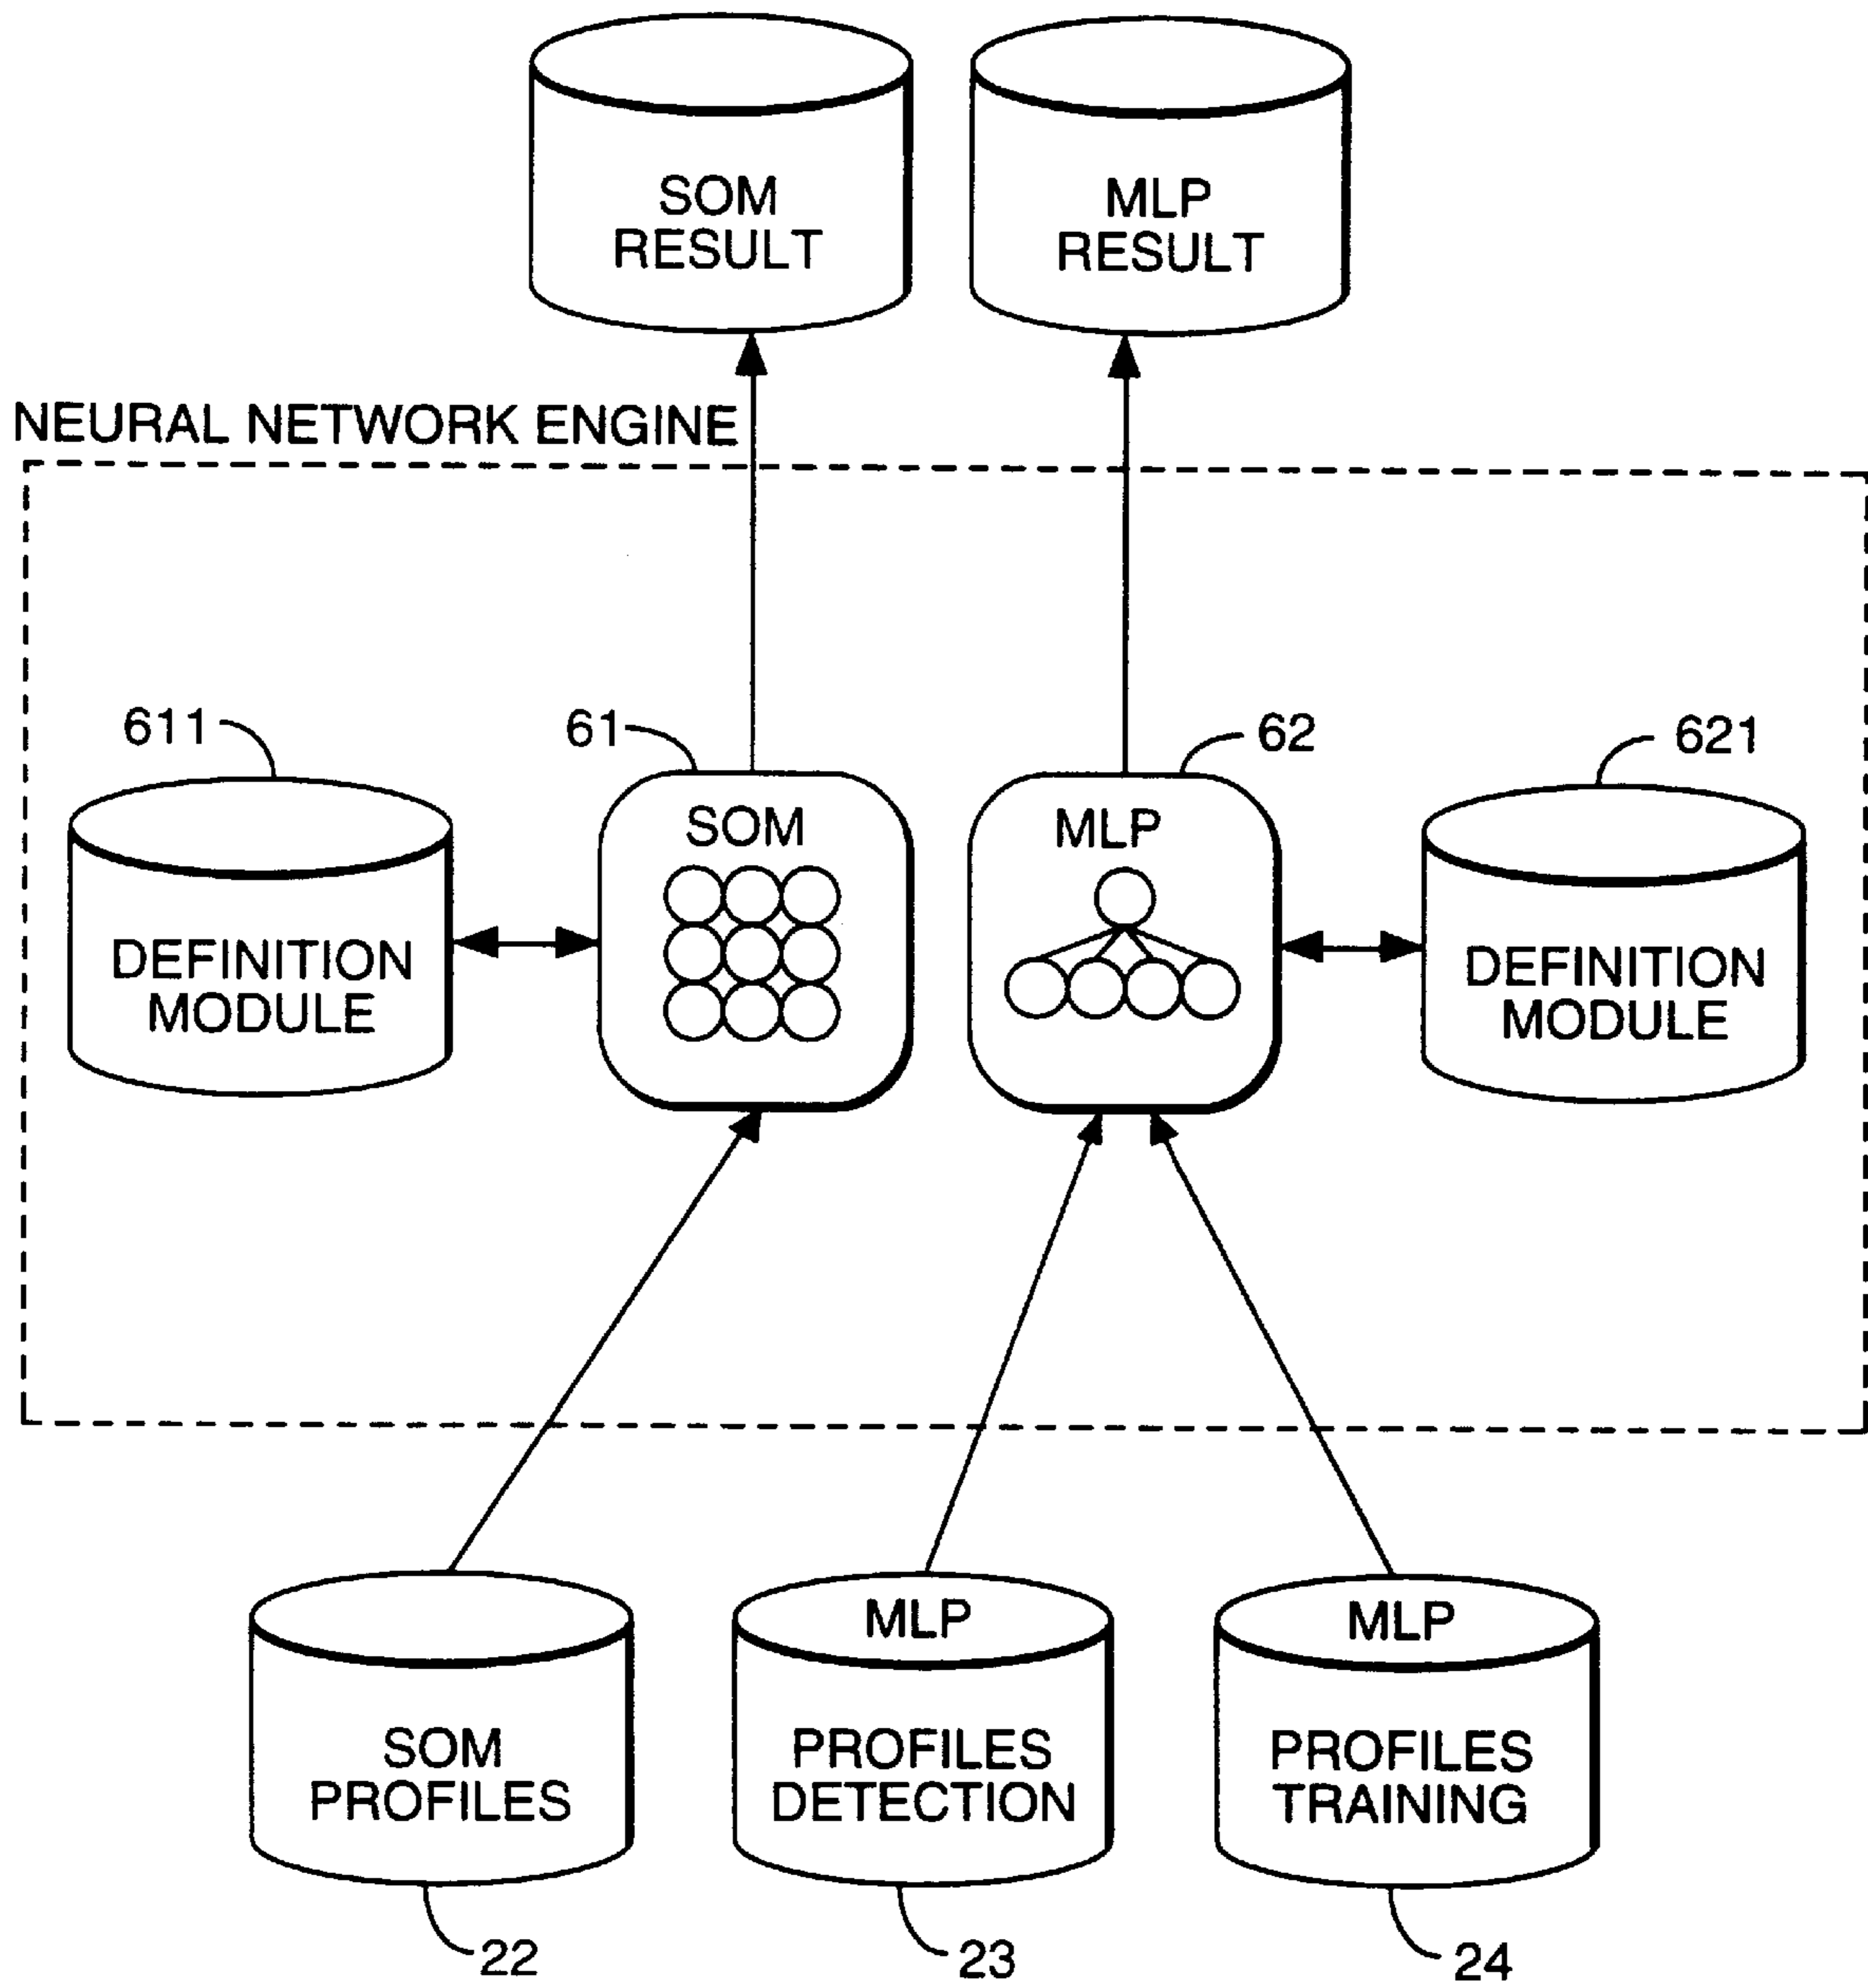 SOM
RESULT
MLP
RESULT
NEURAL NETWORK ENGINE
611
61
62
621
DEFINITION
MODULE
SOM
MLP
DEFINITION
MODULE
SOM
PROFILES
MLP
PROFILES
DETECTION
MLP
PROFILES
TRAINING
22
23
24